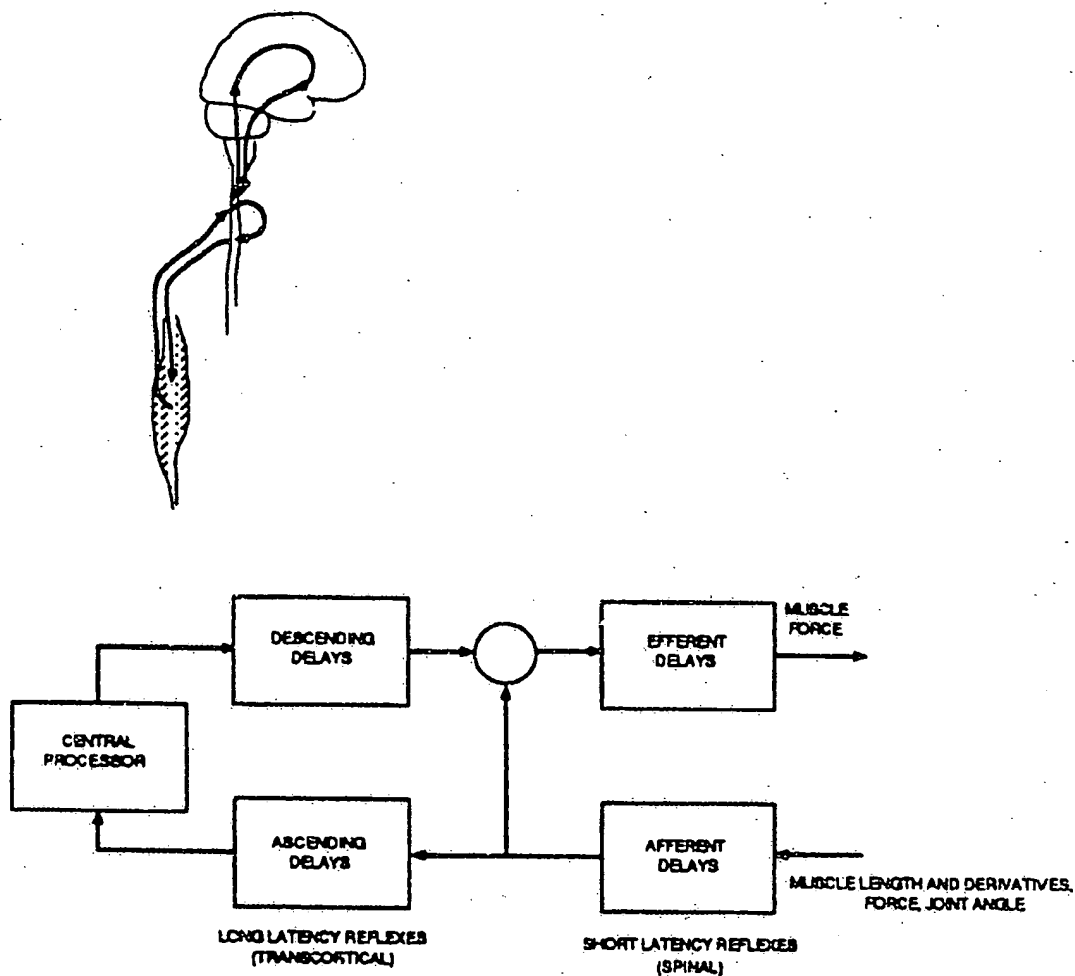 DESCENDING
DELAYS
EFFERENT
DELAYS
MUSCLE
FORCE
CENTRAL
PROCESSOR
ASCENDING
DELAYS
AFFERENT
DELAYS
MUSCLE LENGTH AND DERIVATIVES,
FORCE, JOINT ANGLE
LONG LATENCY REFLEXES
(TRANSCORTICAL)
SHORT LATENCY REFLEXES
(SPINAL)